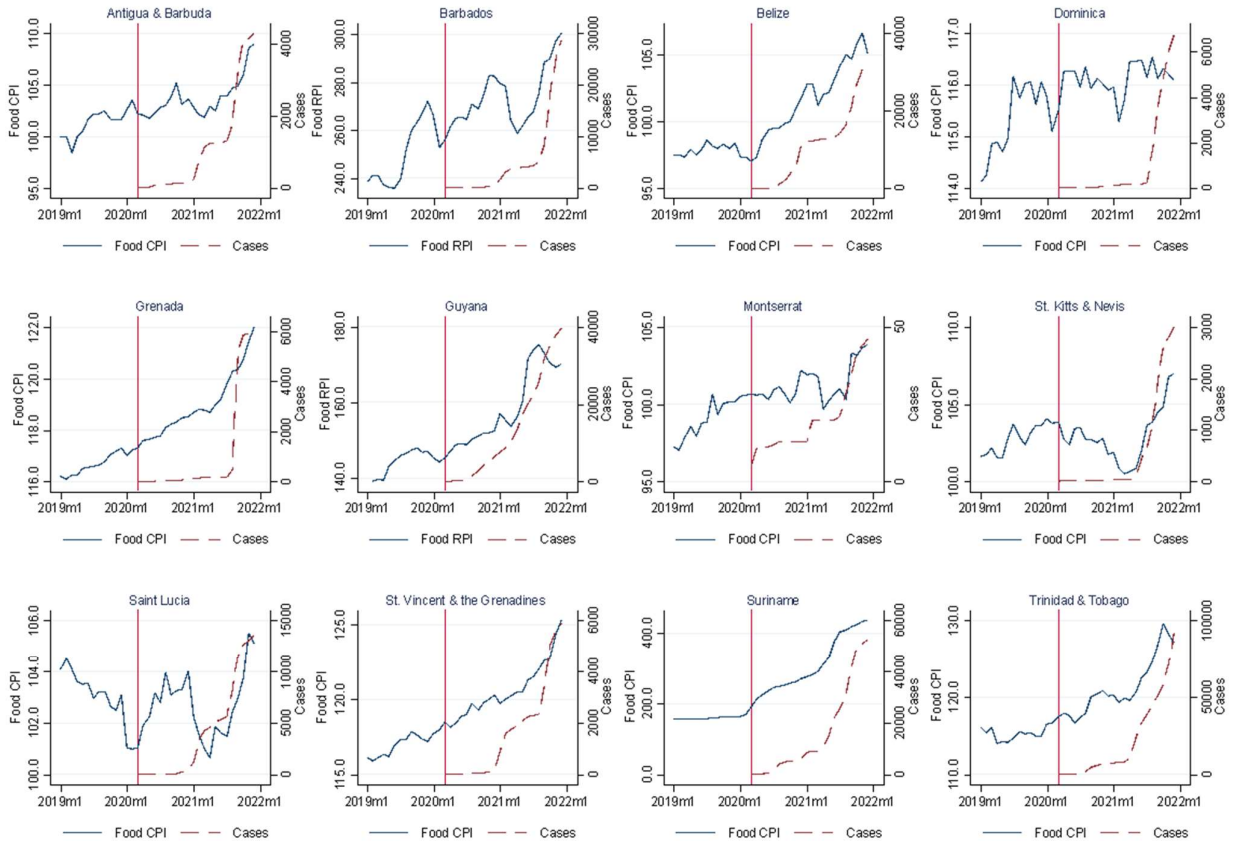 Antigua & Barbuda
110.0
105.0
100.0
95.0
Food CPI
4000
2000
0
Cases
2019m1 2020m1 2021m1 2022m1
Food CPI Cases
Barbados
300.0
280.0
260.0
240.0
Food RPI
30000
20000
10000
0
Cases
2019m1 2020m1 2021m1 2022m1
Food RPI Cases
Belize
105.0
100.0
95.0
Food CPI
40000
20000
0
Cases
2019m1 2020m1 2021m1 2022m1
Food CPI Cases
Dominica
117.0
116.0
115.0
114.0
Food CPI
6000
4000
2000
0
Cases
2019m1 2020m1 2021m1 2022m1
Food CPI Cases
Grenada
122.0
120.0
118.0
116.0
Food CPI
6000
4000
2000
0
Cases
2019m1 2020m1 2021m1 2022m1
Food CPI Cases
Guyana
180.0
160.0
140.0
Food RPI
40000
20000
0
Cases
2019m1 2020m1 2021m1 2022m1
Food RPI Cases
Montserrat
105.0
100.0
95.0
Food CPI
50
0
Cases
2019m1 2020m1 2021m1 2022m1
Food CPI Cases
St. Kitts & Nevis
110.0
105.0
100.0
Food CPI
3000
2000
1000
0
Cases
2019m1 2020m1 2021m1 2022m1
Food CPI Cases
Saint Lucia
106.0
104.0
102.0
100.0
Food CPI
15000
10000
5000
0
Cases
2019m1 2020m1 2021m1 2022m1
Food CPI Cases
St. Vincent & the Grenadines
125.0
120.0
115.0
Food CPI
6000
4000
2000
0
Cases
2019m1 2020m1 2021m1 2022m1
Food CPI Cases
Suriname
400.0
200.0
0.0
Food CPI
60000
40000
20000
0
Cases
2019m1 2020m1 2021m1 2022m1
Food CPI Cases
Trinidad & Tobago
130.0
120.0
110.0
Food CPI
100000
50000
0
Cases
2019m1 2020m1 2021m1 2022m1
Food CPI Cases